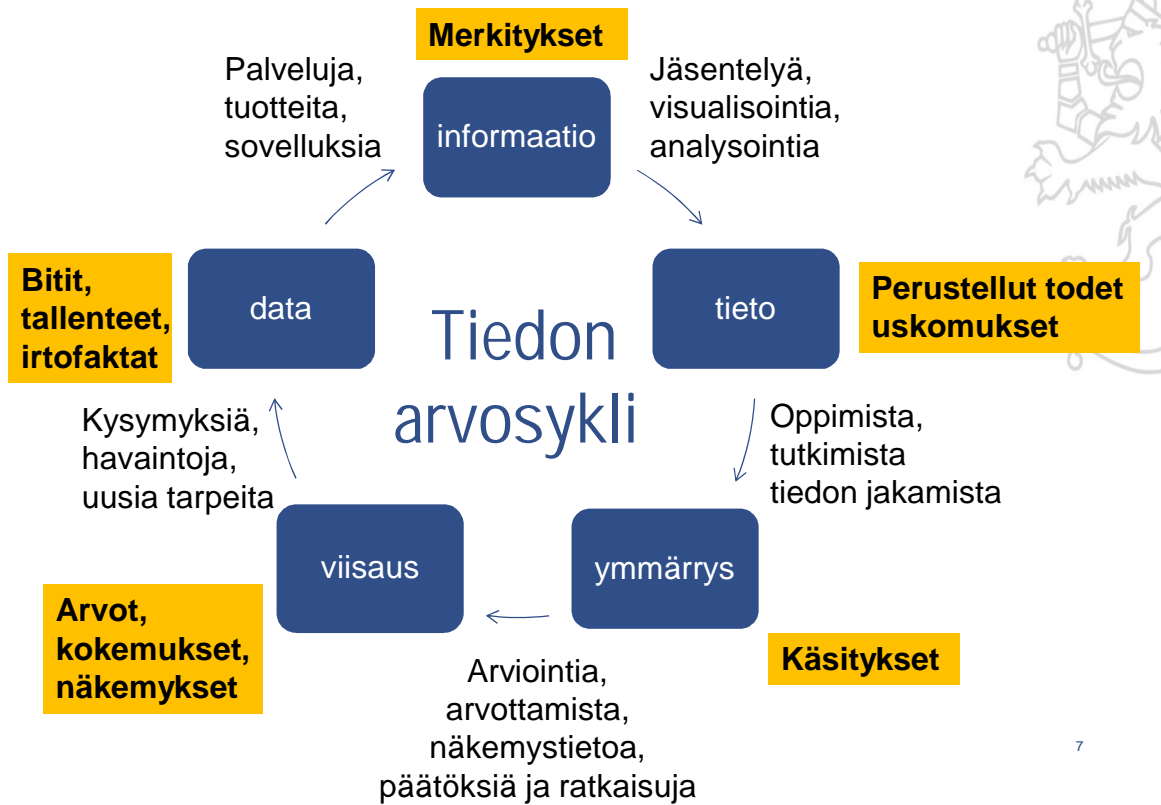 Merkitykset
Palveluja,
tuotteita,
sovelluksia
informaatio
Jäsentelyä,
visualisointia,
analysointia
Bitit,
tallenteet,
irtofaktat
data
Tiedon
arvosykli
tieto
Perustellut todet
uskomukset
Kysymyksiä,
havaintoja,
uusia tarpeita
Oppimista,
tutkimista
tiedon jakamista
viisaus
ymmärrys
Arvot,
kokemukset,
näkemykset
Arviointia,
arvottamista,
näkemystietoa,
päätöksiä ja ratkaisuja
Käsitykset
7